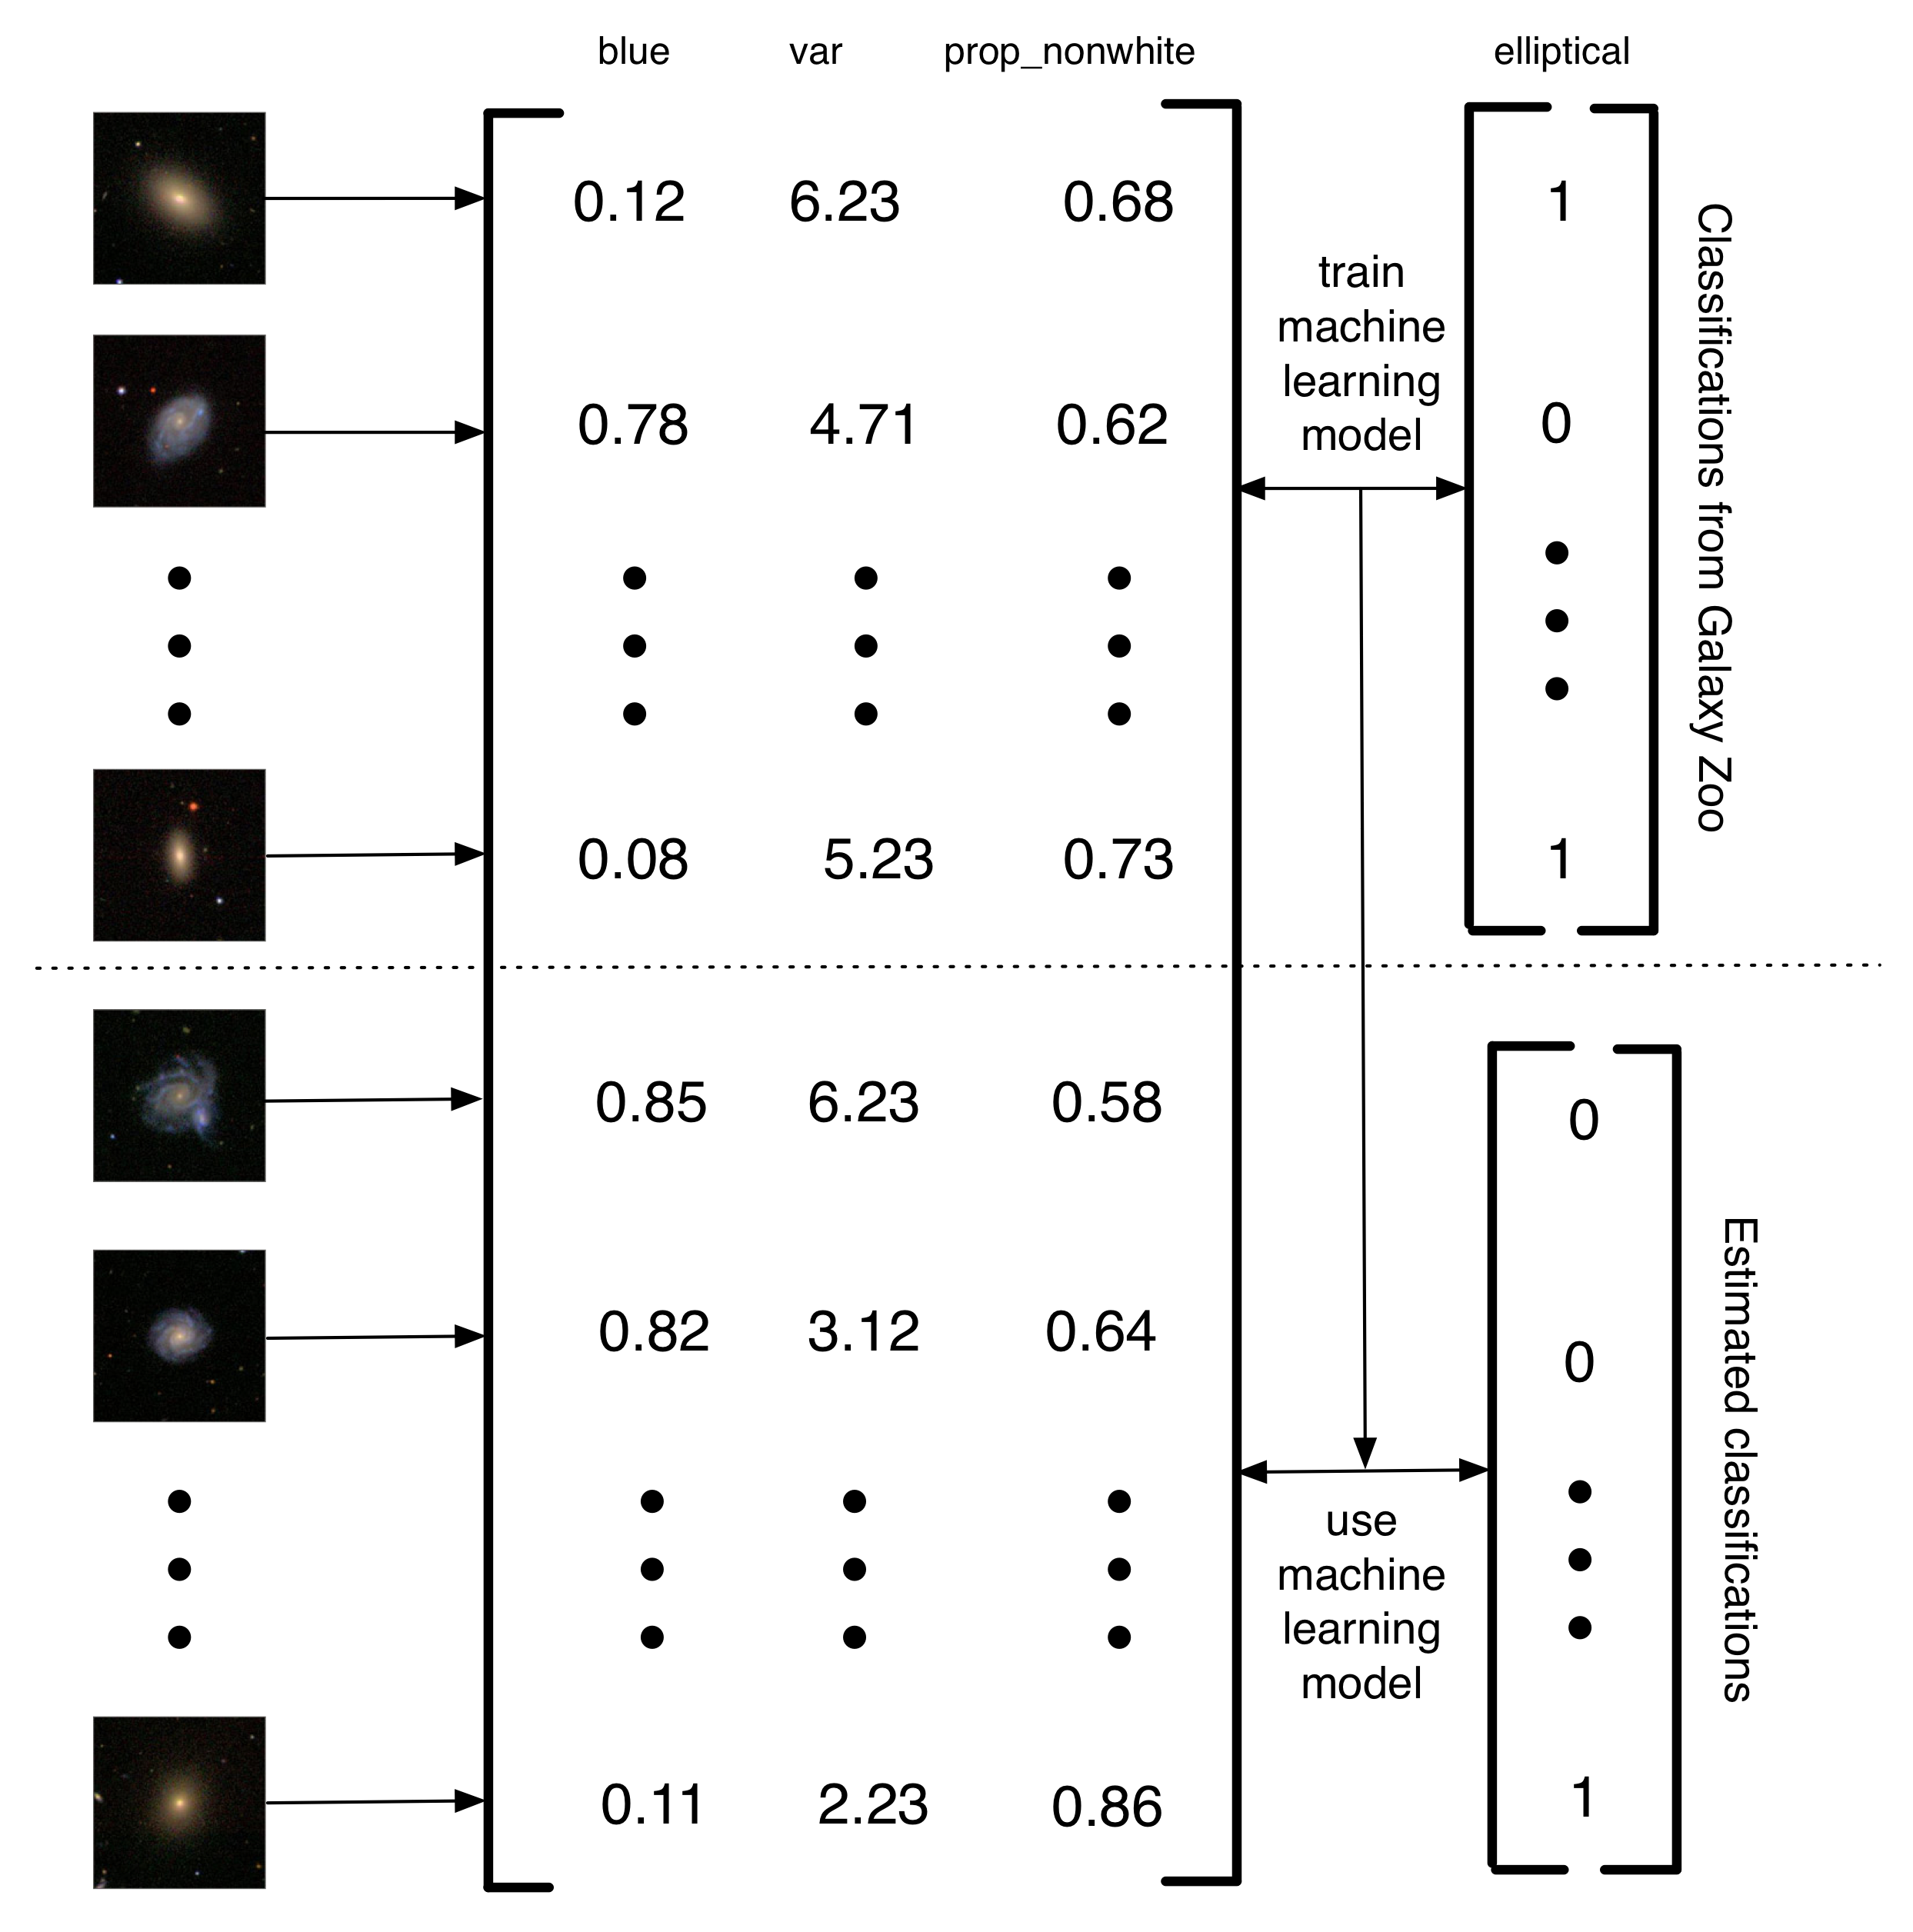 blue var prop_nonwhite elliptical
0.12 6.23 0.68 1
train
machine
learning
model
0.78 4.71 0.62 0
Classifications from Galaxy Zoo
0.08 5.23 0.73 1
0.85 6.23 0.58 0
0.82 3.12 0.64 0
Estimated classifications
use
machine
learning
model
0.11 2.23 0.86 1